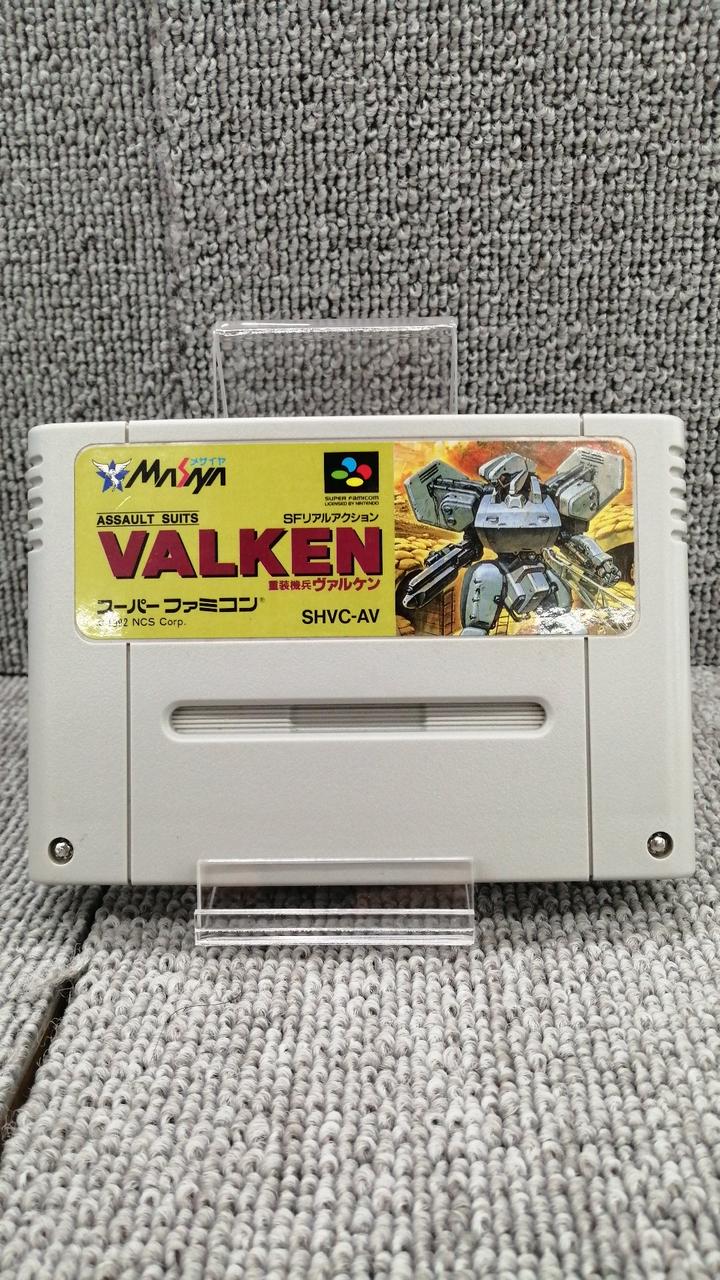 メサイヤ
Masaya
SUPER FAMICOM
LICENSED BY NINTENDO
ASSAULT SUITS
SFリアルアクション
VALKEN
重装機兵ヴァルケン
スーパーファミコン®
©1992 NCS Corp.
SHVC-AV